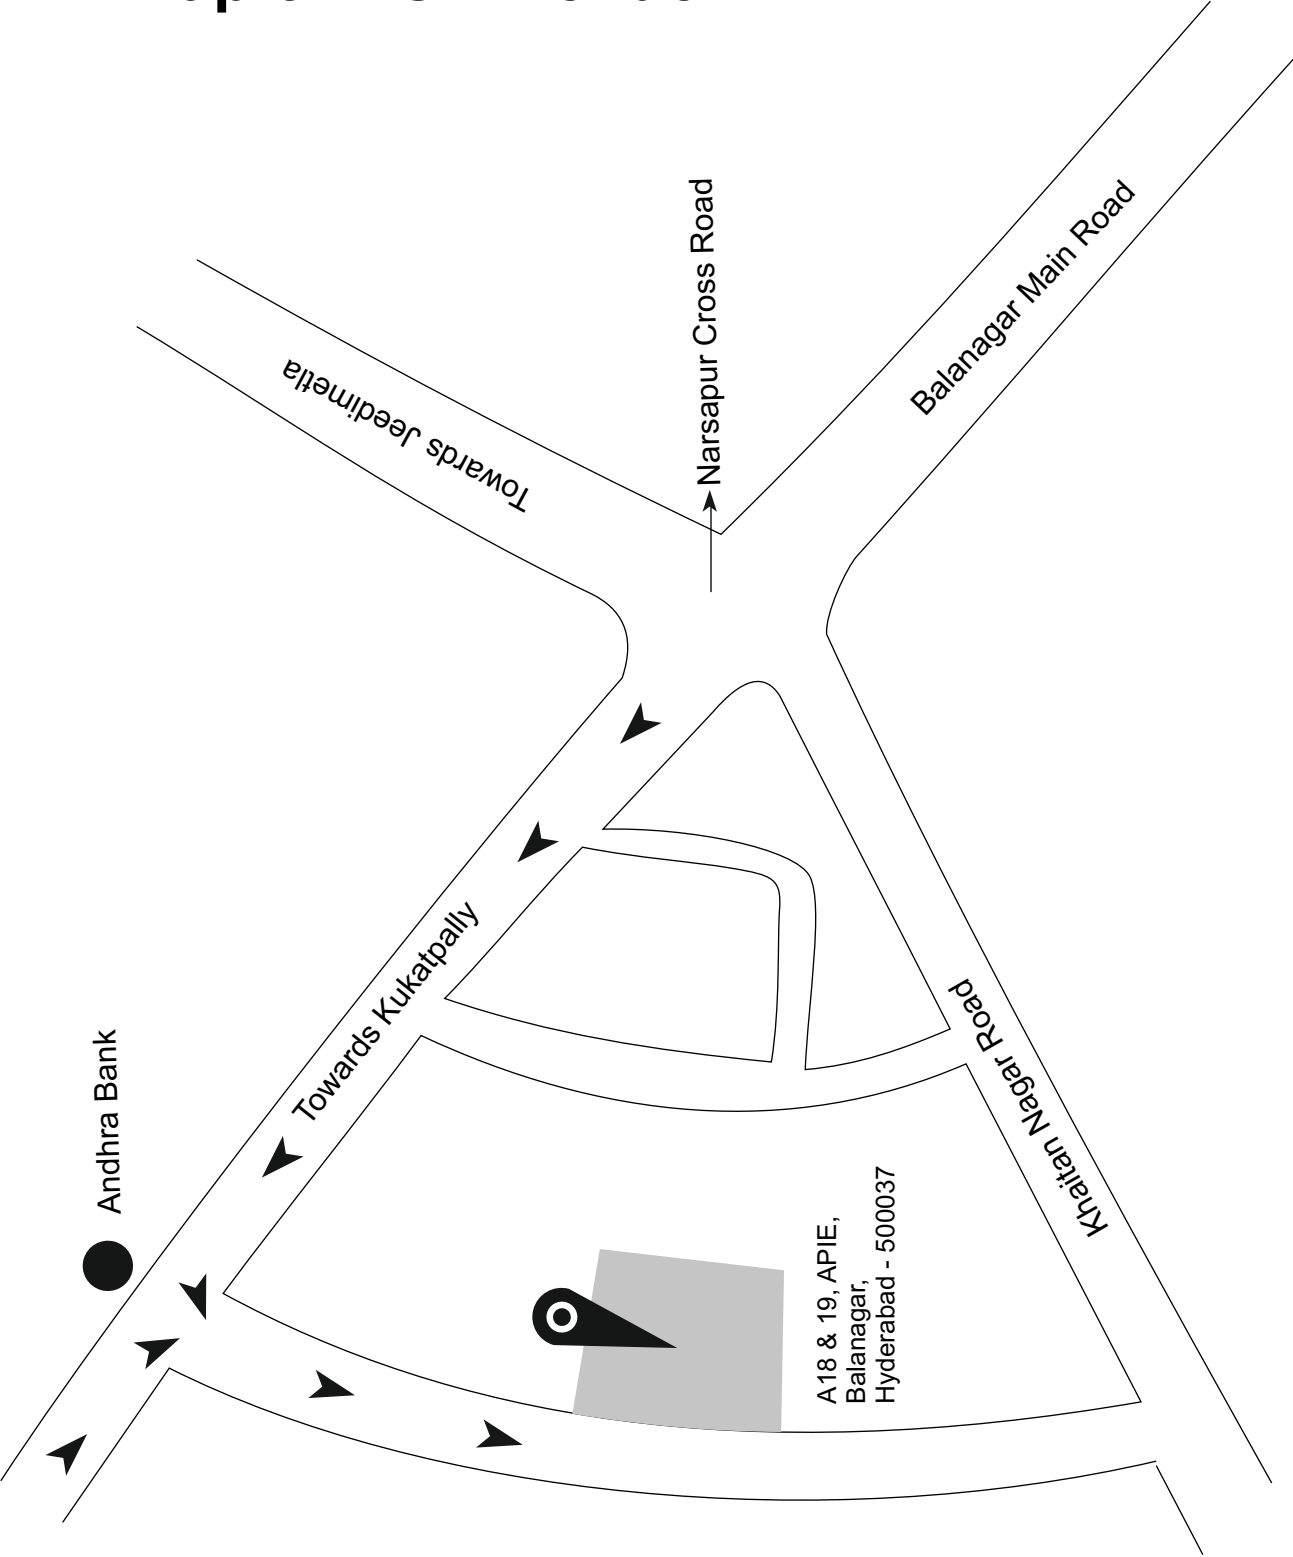 Narsapur Cross Road
Balanagar Main Road
Towards Jeedimetla
Towards Kukatpally
Khaitan Nagar Road
Andhra Bank
A18 & 19, APIE,
Balanagar,
Hyderabad - 500037